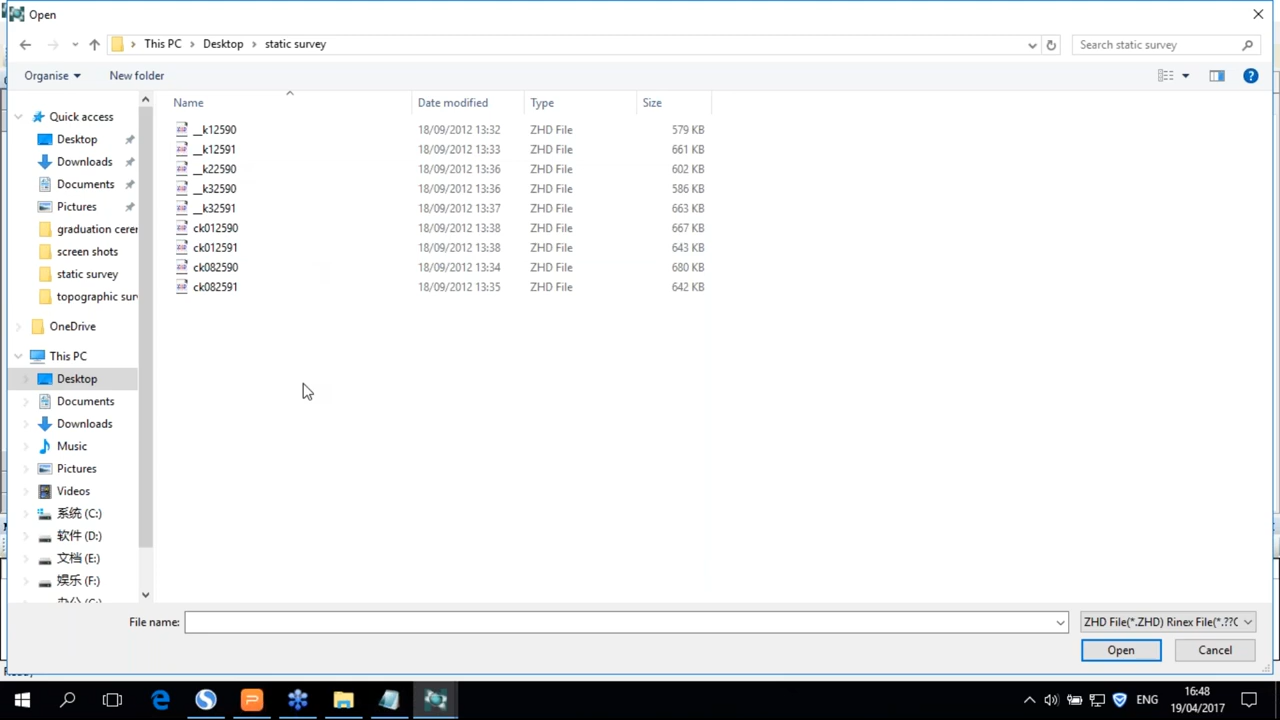 Open
This PC > Desktop > static survey
Search static survey
Organise
New folder
Name Date modified Type Size
__k12590 18/09/2012 13:32 ZHD File 579 KB
__k12591 18/09/2012 13:33 ZHD File 661 KB
__k22590 18/09/2012 13:36 ZHD File 602 KB
__k32590 18/09/2012 13:36 ZHD File 586 KB
__k32591 18/09/2012 13:37 ZHD File 663 KB
ck012590 18/09/2012 13:38 ZHD File 667 KB
ck012591 18/09/2012 13:38 ZHD File 643 KB
ck082590 18/09/2012 13:34 ZHD File 680 KB
ck082591 18/09/2012 13:35 ZHD File 642 KB
Quick access
Desktop
Downloads
Documents
Pictures
graduation cerer
screen shots
static survey
topographic sur
OneDrive
This PC
Desktop
Documents
Downloads
Music
Pictures
Videos
系统 (C:)
软件 (D:)
文档 (E:)
娱乐 (F:)
File name:
ZHD File(*.ZHD) Rinex File(*.??O
Open
Cancel
ENG
16:48
19/04/2017